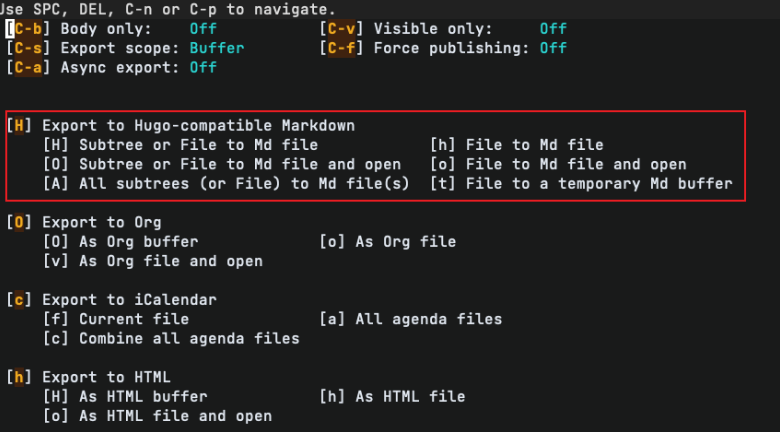 Use SPC, DEL, C-n or C-p to navigate.
[C-b] Body only:     Off           [C-v] Visible only:     Off
[C-s] Export scope: Buffer        [C-f] Force publishing: Off
[C-a] Async export: Off
[H] Export to Hugo-compatible Markdown
[H] Subtree or File to Md file            [h] File to Md file
[O] Subtree or File to Md file and open   [o] File to Md file and open
[A] All subtrees (or File) to Md file(s)  [t] File to a temporary Md buffer
[O] Export to Org
[O] As Org buffer             [o] As Org file
[v] As Org file and open
[c] Export to iCalendar
[f] Current file              [a] All agenda files
[c] Combine all agenda files
[h] Export to HTML
[H] As HTML buffer            [h] As HTML file
[o] As HTML file and open